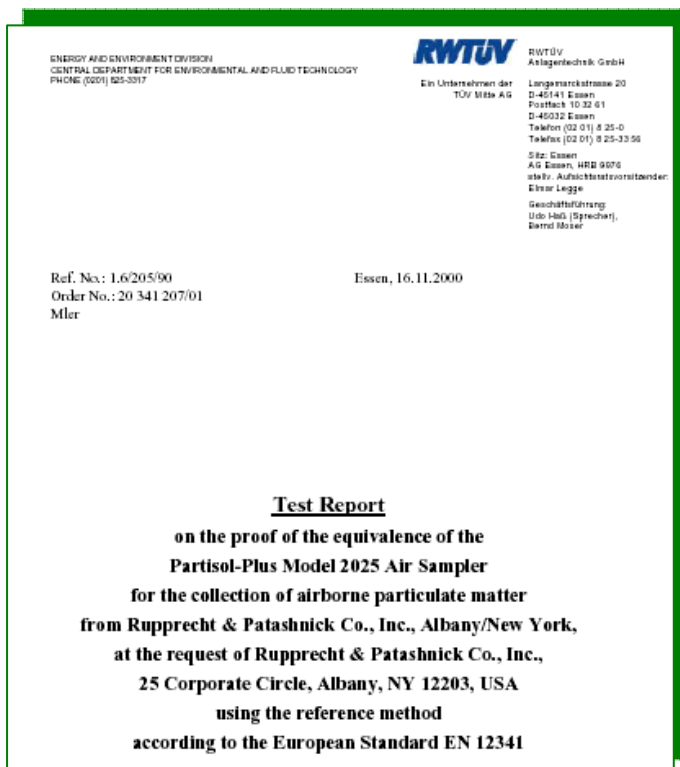 ENERGY AND ENVIRONMENT DIVISION
CENTRAL DEPARTMENT FOR ENVIRONMENTAL AND FLUID TECHNOLOGY
PHONE (0201) 825-3317
RWTÜV
Ein Unternehmen der
TÜV Mitte AG
RWTÜV
Anlagentechnik GmbH
Langemarckstrasse 20
D-45141 Essen
Postfach 10 32 61
D-45032 Essen
Telefon (02 01) 8 25-0
Telefax (02 01) 8 25-33 56
Sitz: Essen
AG Essen, HRB 9976
stellv. Aufsichtsratsvorsitzender:
Elmar Legge
Geschäftsführung:
Udo Haß (Sprecher),
Bernd Moser
Ref. No.: 1.6/205/90
Essen, 16.11.2000
Order No.: 20 341 207/01
Mler
Test Report
on the proof of the equivalence of the
Partisol-Plus Model 2025 Air Sampler
for the collection of airborne particulate matter
from Rupprecht & Patashnick Co., Inc., Albany/New York,
at the request of Rupprecht & Patashnick Co., Inc.,
25 Corporate Circle, Albany, NY 12203, USA
using the reference method
according to the European Standard EN 12341